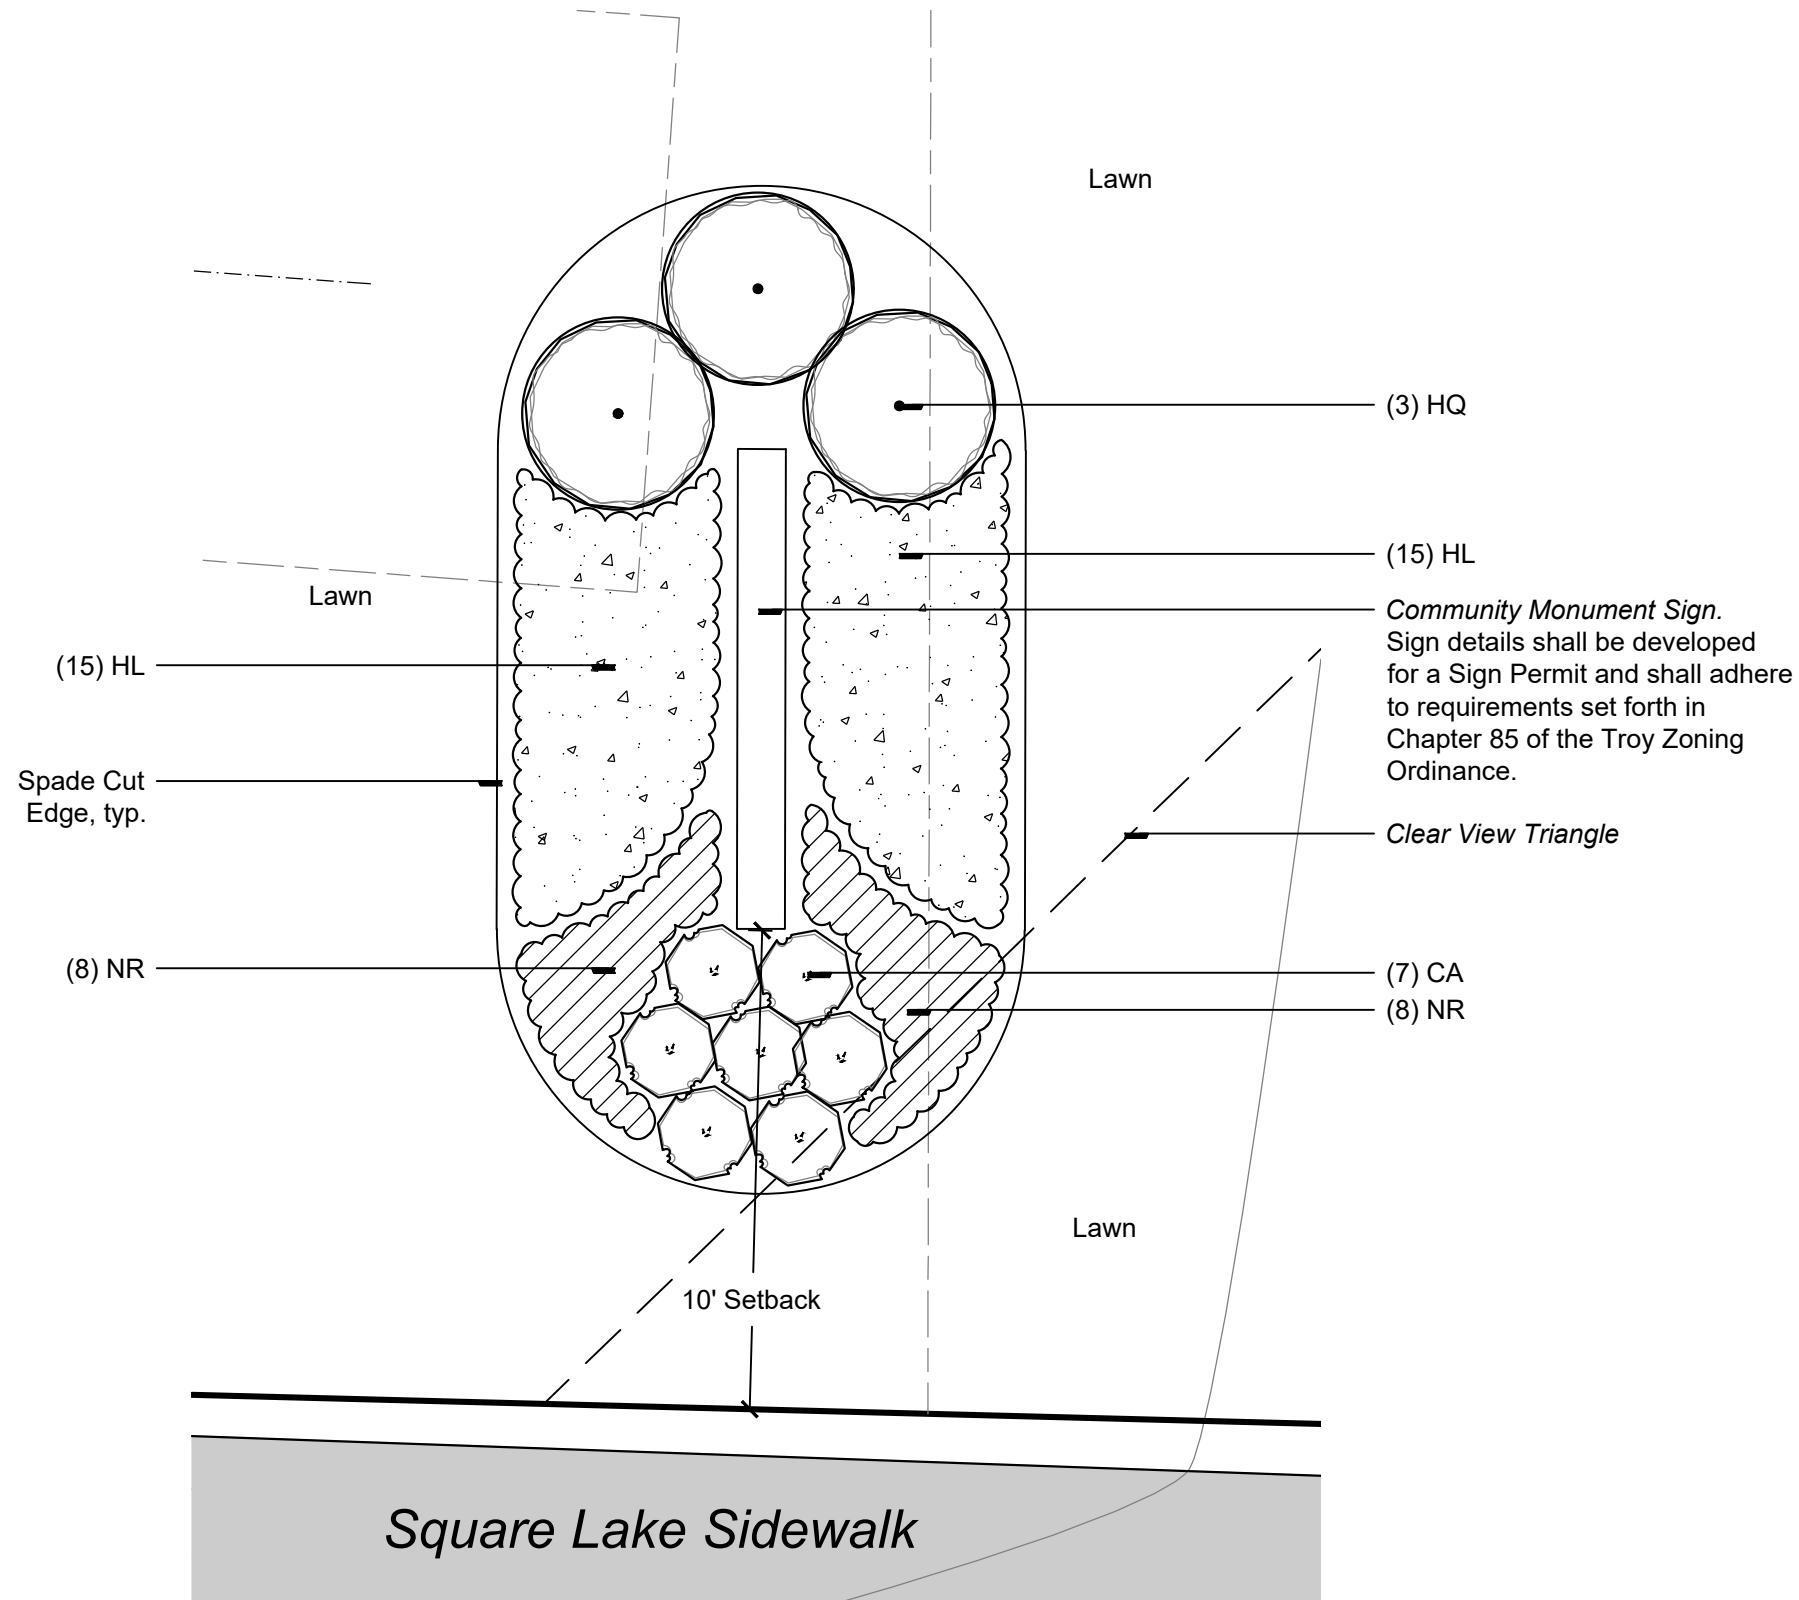 Lawn
(3) HQ
(15) HL
Lawn
Community Monument Sign.
Sign details shall be developed
for a Sign Permit and shall adhere
to requirements set forth in
Chapter 85 of the Troy Zoning
Ordinance.
(15) HL
Spade Cut
Edge, typ.
Clear View Triangle
(8) NR
(7) CA
(8) NR
Lawn
10' Setback
Square Lake Sidewalk